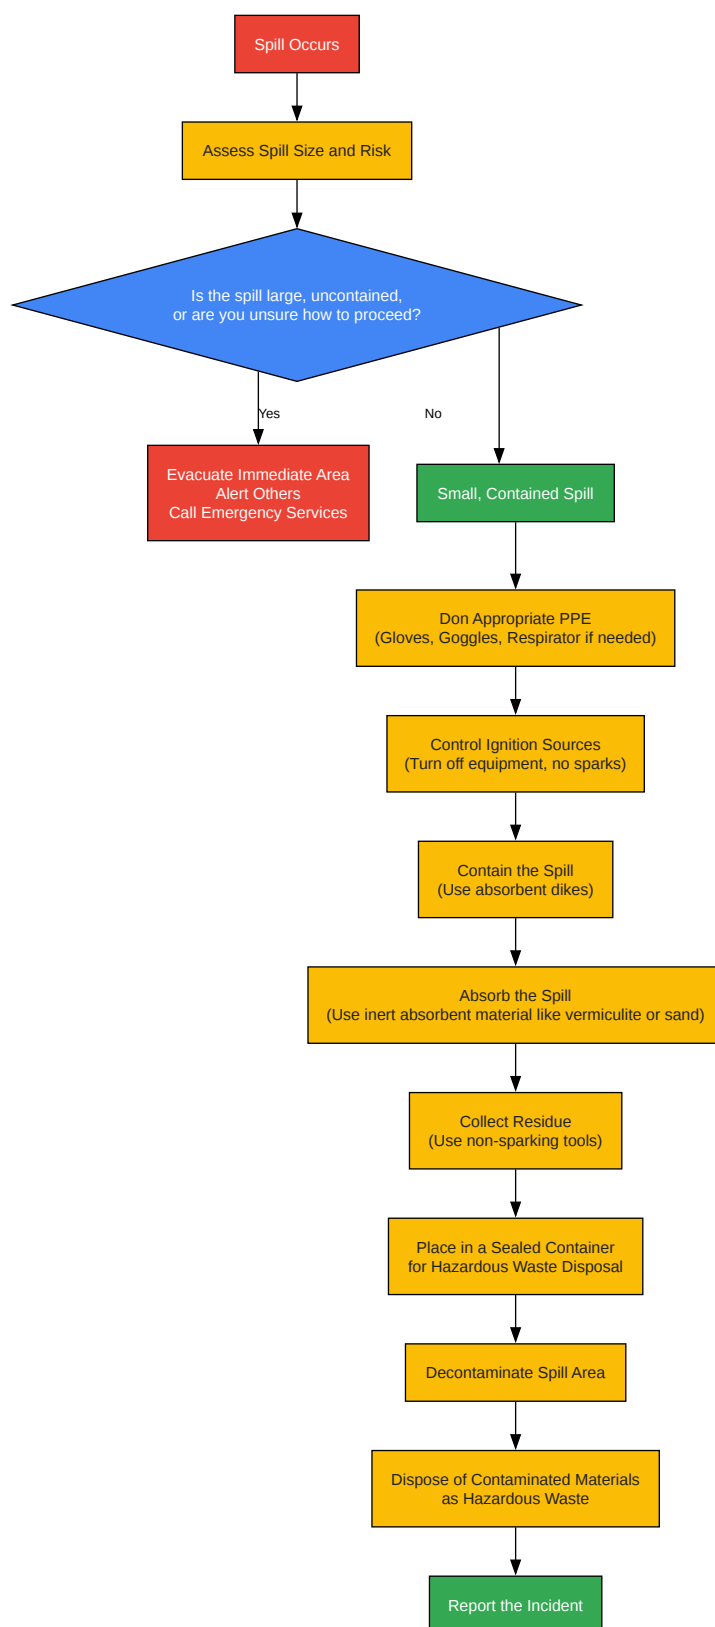 Spill Occurs
Assess Spill Size and Risk
Is the spill large, uncontained,
or are you unsure how to proceed?
Yes
No
Evacuate Immediate Area
Alert Others
Call Emergency Services
Small, Contained Spill
Don Appropriate PPE
(Gloves, Goggles, Respirator if needed)
Control Ignition Sources
(Turn off equipment, no sparks)
Contain the Spill
(Use absorbent dikes)
Absorb the Spill
(Use inert absorbent material like vermiculite or sand)
Collect Residue
(Use non-sparking tools)
Place in a Sealed Container
for Hazardous Waste Disposal
Decontaminate Spill Area
Dispose of Contaminated Materials
as Hazardous Waste
Report the Incident